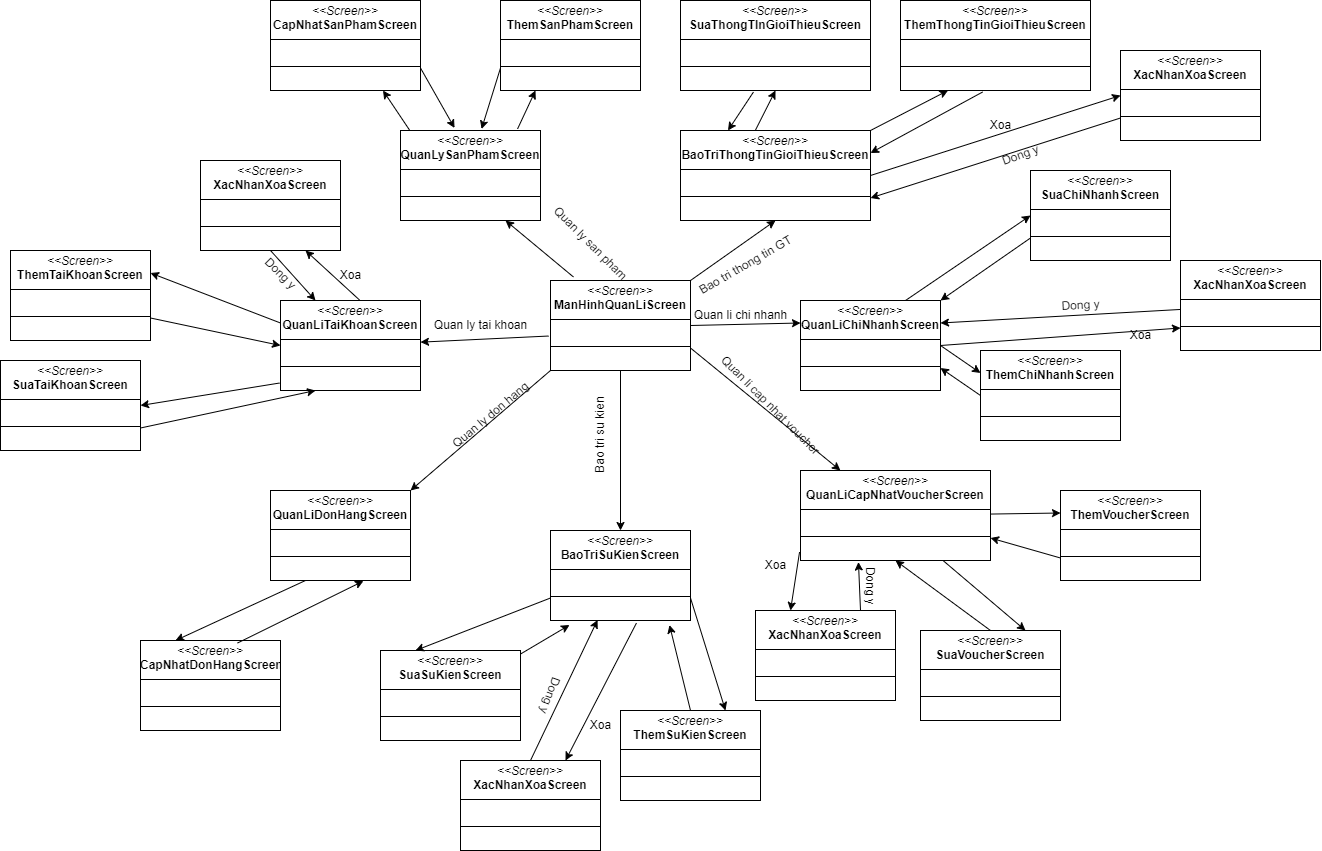 <<Screen>>
CapNhatSanPhamScreen
<<Screen>>
ThemSanPhamScreen
<<Screen>>
SuaThongTInGioiThieuScreen
<<Screen>>
ThemThongTinGioiThieuScreen
<<Screen>>
XacNhanXoaScreen
Xoa
Dong y
<<Screen>>
QuanLySanPhamScreen
<<Screen>>
BaoTriThongTinGioiThieuScreen
<<Screen>>
XacNhanXoaScreen
<<Screen>>
SuaChiNhanhScreen
Quan ly san pham
Bao tri thong tin GT
<<Screen>>
ThemTaiKhoanScreen
Dong y
Xoa
<<Screen>>
XacNhanXoaScreen
<<Screen>>
ManHinhQuanLiScreen
<<Screen>>
QuanLiTaiKhoanScreen
Quan ly tai khoan
Quan li chi nhanh
<<Screen>>
QuanLiChiNhanhScreen
Dong y
Xoa
<<Screen>>
ThemChiNhanhScreen
<<Screen>>
SuaTaiKhoanScreen
Quan ly don hang
Bao tri su kien
Quan li cap nhat voucher
<<Screen>>
QuanLiDonHangScreen
<<Screen>>
QuanLiCapNhatVoucherScreen
<<Screen>>
ThemVoucherScreen
<<Screen>>
BaoTriSuKienScreen
Xoa
Dong y
<<Screen>>
XacNhanXoaScreen
<<Screen>>
SuaVoucherScreen
<<Screen>>
CapNhatDonHangScreen
<<Screen>>
SuaSuKienScreen
Dong y
Xoa
<<Screen>>
ThemSuKienScreen
<<Screen>>
XacNhanXoaScreen